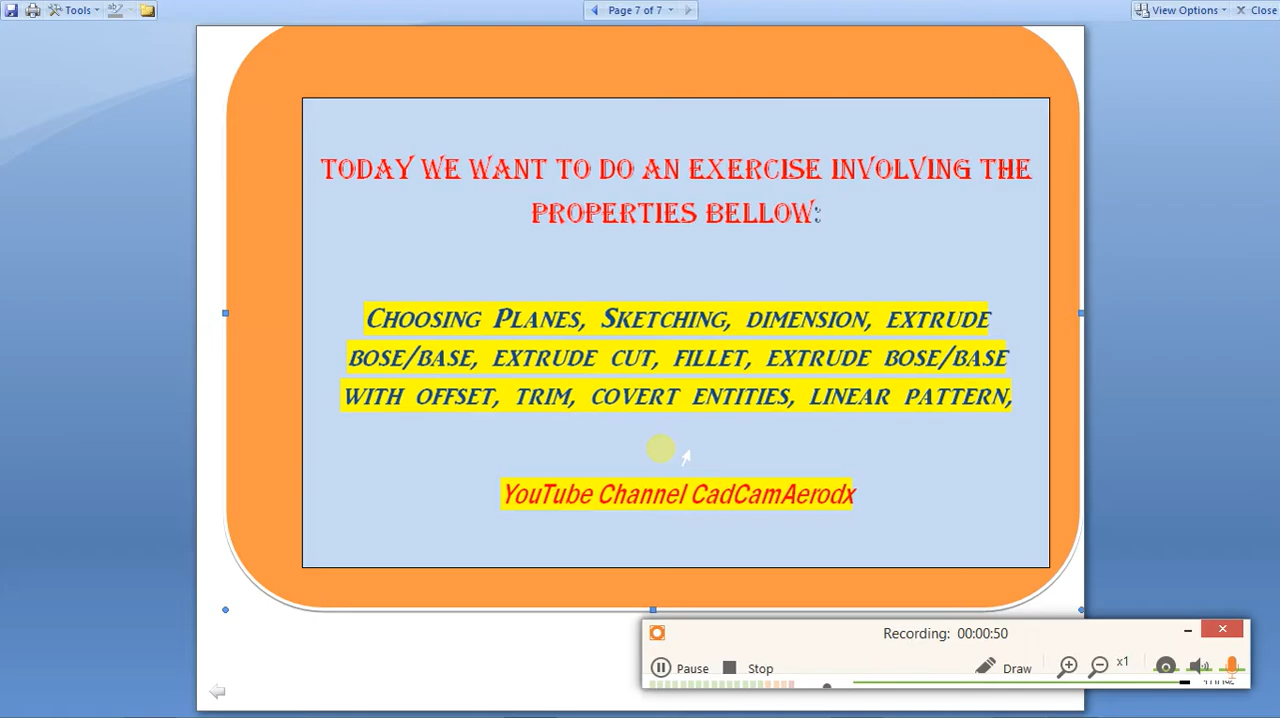 Tools
Page 7 of 7
View Options
Close
TODAY WE WANT TO DO AN EXERCISE INVOLVING THE
PROPERTIES BELLOW:
CHOOSING PLANES, SKETCHING, DIMENSION, EXTRUDE
BOSE/BASE, EXTRUDE CUT, FILLET, EXTRUDE BOSE/BASE
WITH OFFSET, TRIM, COVERT ENTITIES, LINEAR PATTERN,
YouTube Channel CadCamAerodx
Recording: 00:00:50
Pause
Stop
Draw
x1